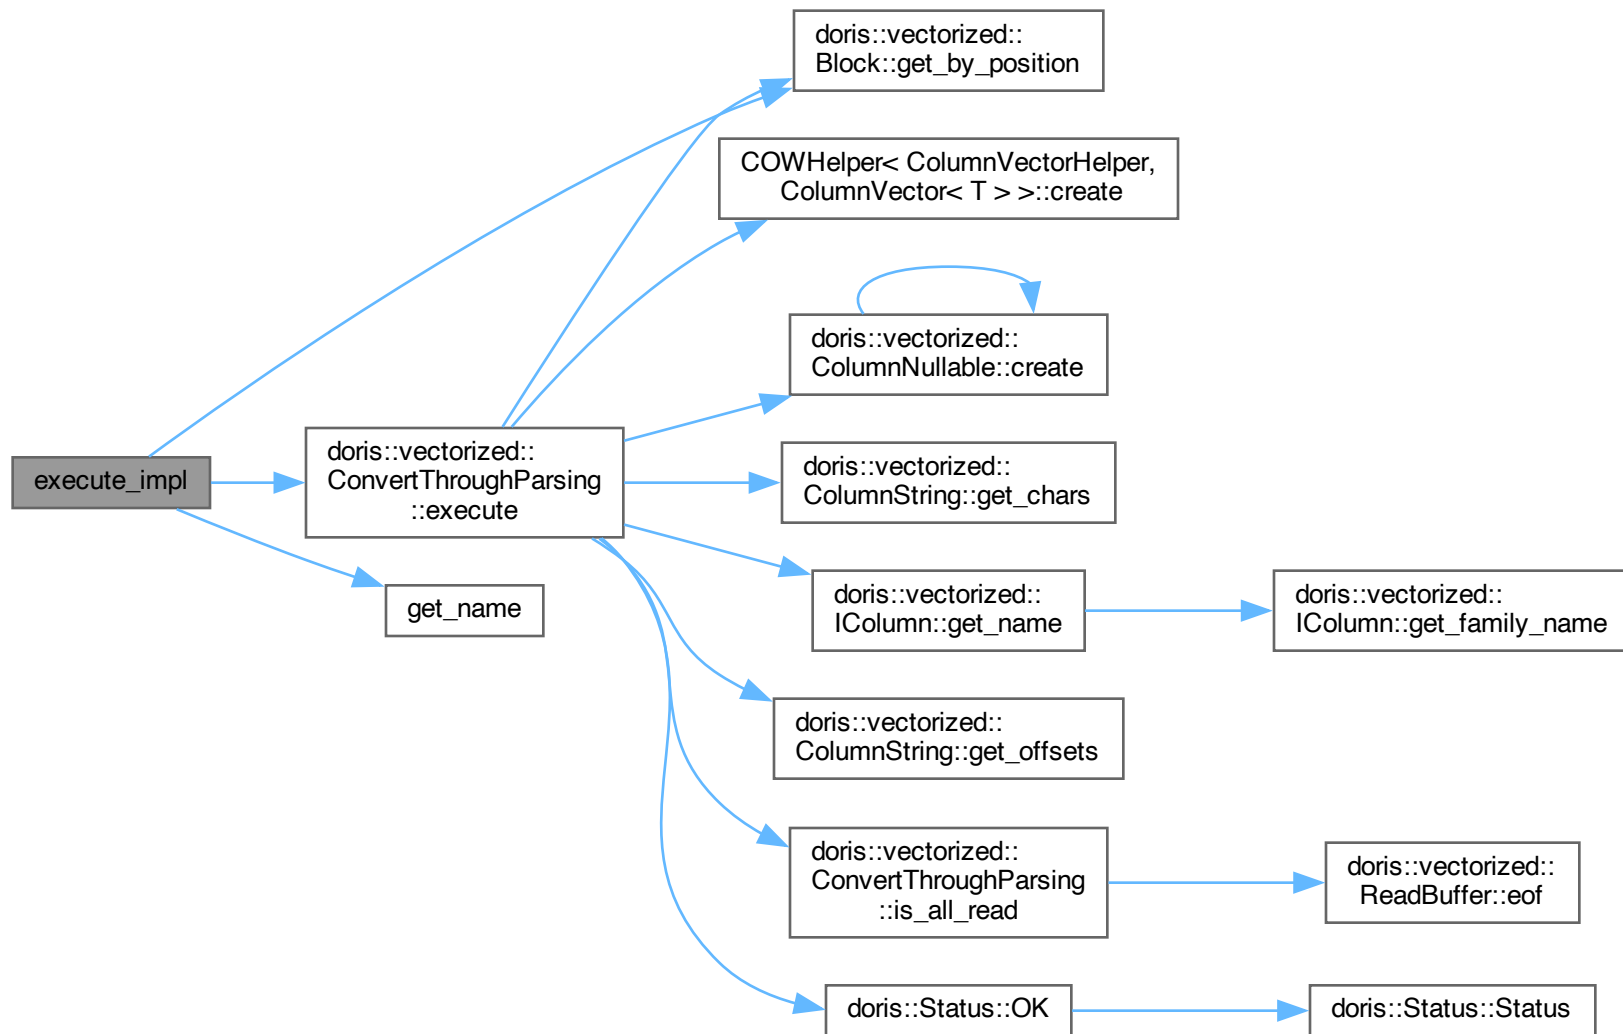 doris::vectorized::
Block::get_by_position
COWHelper< ColumnVectorHelper,
ColumnVector< T > >::create
doris::vectorized::
ColumnNullable::create
execute_impl
doris::vectorized::
ConvertThroughParsing
::execute
doris::vectorized::
ColumnString::get_chars
get_name
doris::vectorized::
IColumn::get_name
doris::vectorized::
IColumn::get_family_name
doris::vectorized::
ColumnString::get_offsets
doris::vectorized::
ConvertThroughParsing
::is_all_read
doris::vectorized::
ReadBuffer::eof
doris::Status::OK
doris::Status::Status